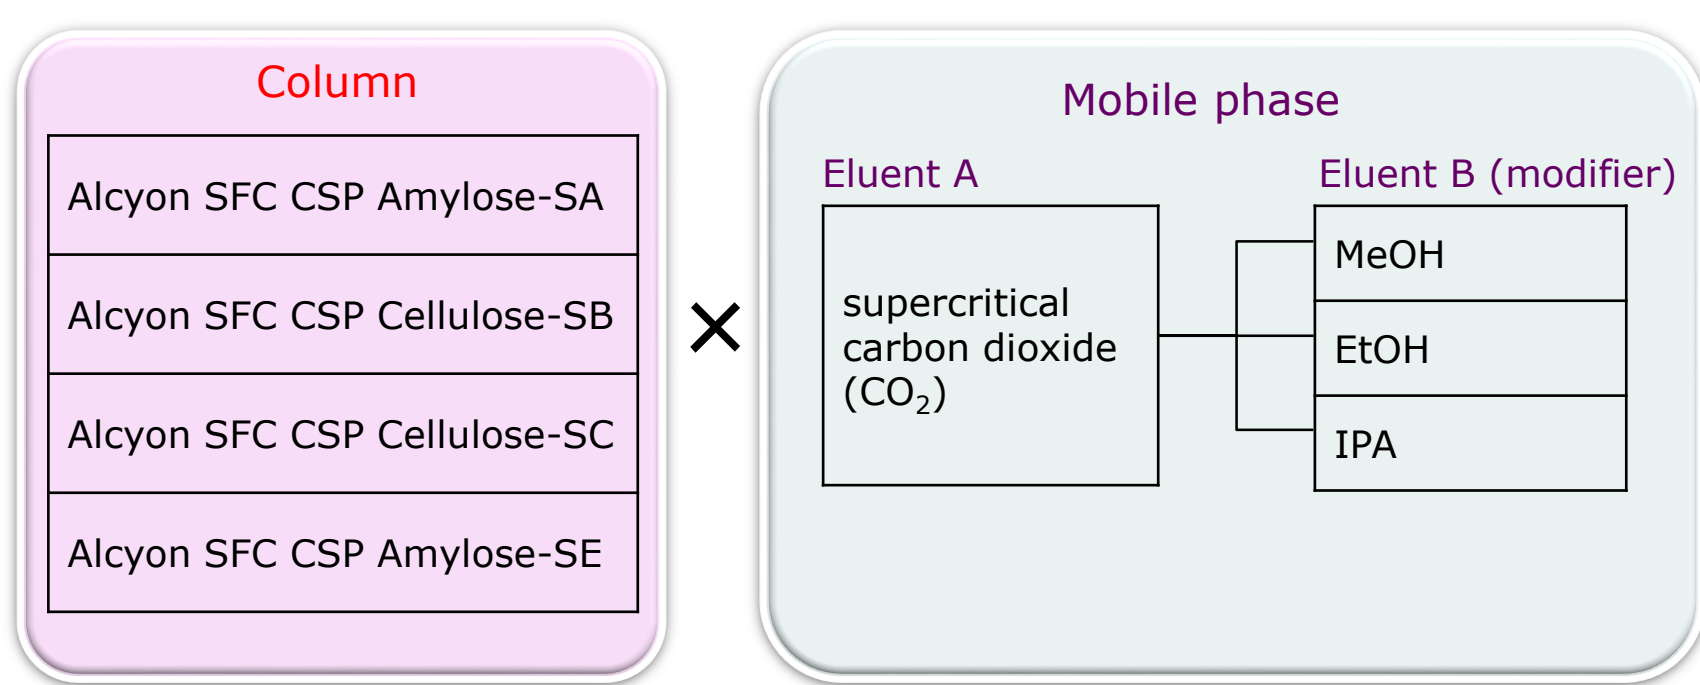 Column
Alcyon SFC CSP Amylose-SA
Alcyon SFC CSP Cellulose-SB
Alcyon SFC CSP Cellulose-SC
Alcyon SFC CSP Amylose-SE
×
Mobile phase
Eluent A
supercritical
carbon dioxide
(CO₂)
Eluent B (modifier)
MeOH
EtOH
IPA